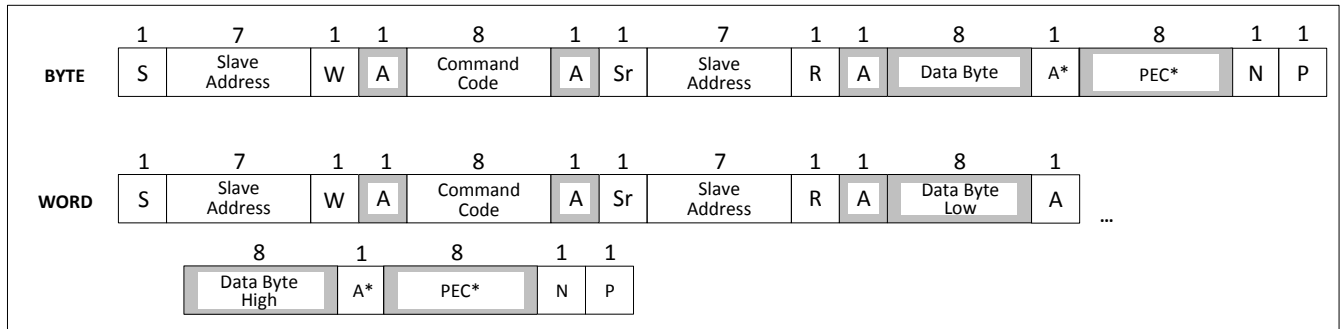 1 7 1 1 8 1 1 7 1 1 8 1 8 1 1
BYTE S Slave Address W A Command Code A Sr Slave Address R A Data Byte A* PEC* N P
1 7 1 1 8 1 1 7 1 1 8 1
WORD S Slave Address W A Command Code A Sr Slave Address R A Data Byte Low A ...
8 1 8 1 1
Data Byte High A* PEC* N P